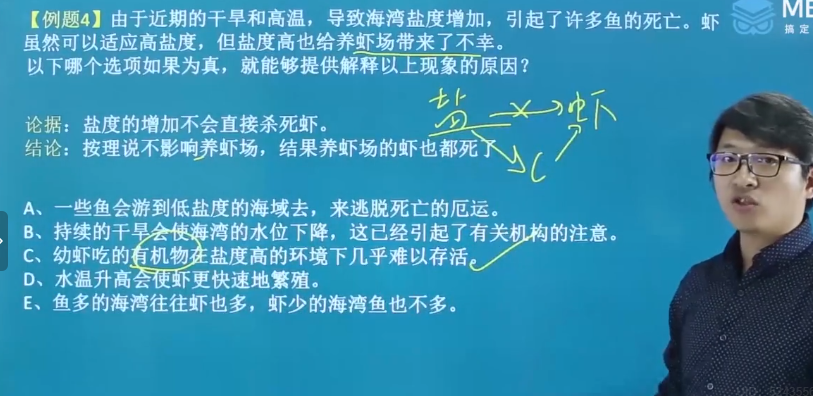 【例题4】由于近期的干旱和高温，导致海湾盐度增加，引起了许多鱼的死亡。虾
虽然可以适应高盐度，但盐度高也给养虾场带来了不幸。
以下哪个选项如果为真，就能够提供解释以上现象的原因？
论据：盐度的增加不会直接杀死虾。
结论：按理说不影响养虾场，结果养虾场的虾也都死了
盐 虾
C
A、一些鱼会游到低盐度的海域去，来逃脱死亡的厄运。
B、持续的干旱会使海湾的水位下降，这已经引起了有关机构的注意。
C、幼虾吃的有机物在盐度高的环境下几乎难以存活。
D、水温升高会使虾更快速地繁殖。
E、鱼多的海湾往往虾也多，虾少的海湾鱼也不多。
搞定